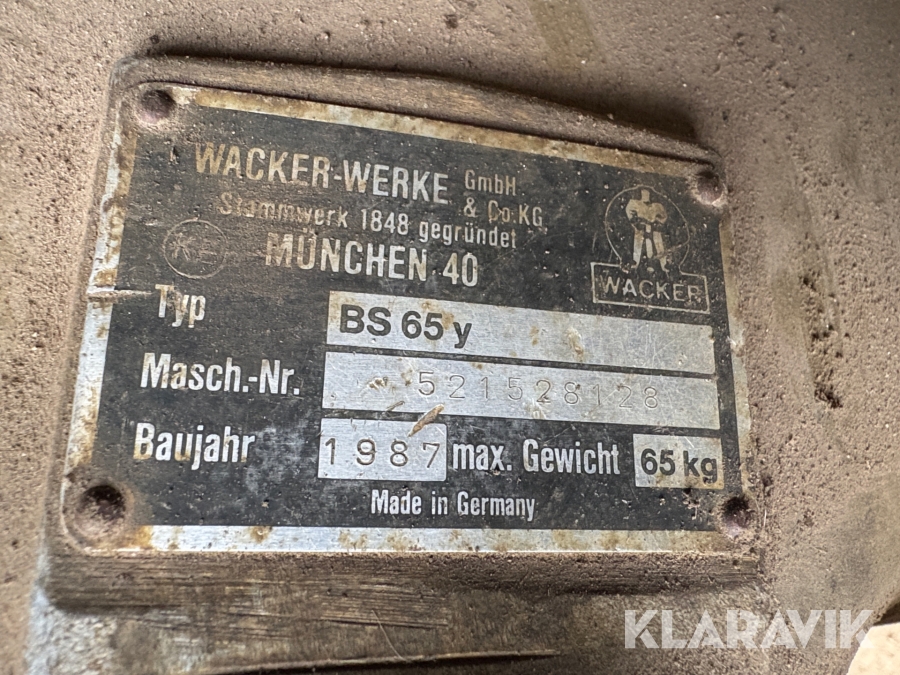 WACKER-WERKE GmbH & Co.KG.
Stammwerk 1848 gegründet
MÜNCHEN 40
WACKER
Typ BS 65 y
Masch.-Nr. 521528128
Baujahr 1987 max. Gewicht 65 kg
Made in Germany
KLARAVIK